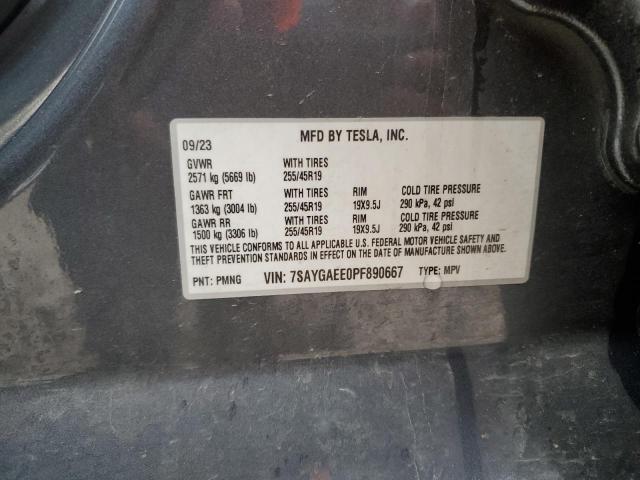 MFD BY TESLA, INC.
09/23
GVWR WITH TIRES
2571 kg (5669 lb) 255/45R19
GAWR FRT WITH TIRES RIM COLD TIRE PRESSURE
1363 kg (3004 lb) 255/45R19 19X9.5J 290 kPa, 42 psi
GAWR RR WITH TIRES RIM COLD TIRE PRESSURE
1500 kg (3306 lb) 255/45R19 19X9.5J 290 kPa, 42 psi
THIS VEHICLE CONFORMS TO ALL APPLICABLE U.S. FEDERAL MOTOR VEHICLE SAFETY AND
THEFT PREVENTION STANDARDS IN EFFECT ON THE DATE OF MANUFACTURE SHOWN ABOVE.
PNT: PMNG VIN: 7SAYGAEE0PF890667 TYPE: MPV